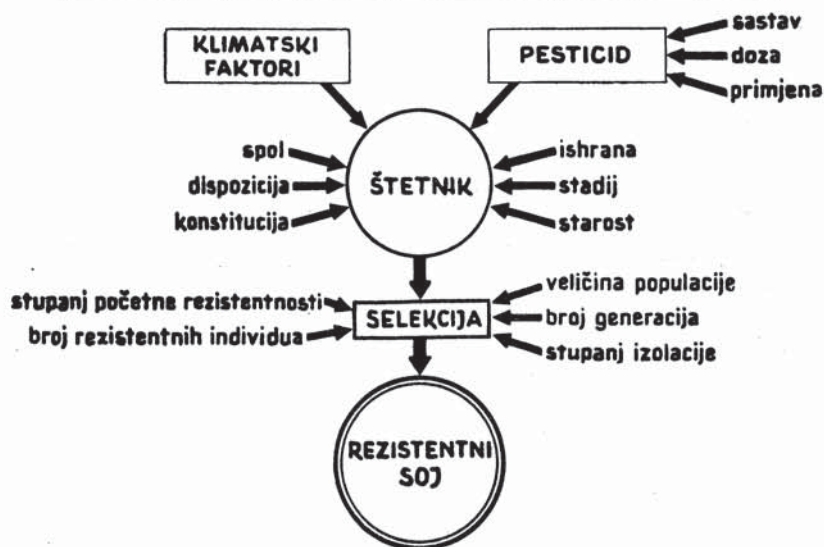 KLIMATSKI
FAKTORI
PESTICID
sastav
doza
primjena
spol
dispozicija
konstitucija
ŠTETNIK
ishrana
stadij
starost
stupanj početne rezistentnosti
broj rezistentnih individua
SELEKCIJA
veličina populacije
broj generacija
stupanj izolacije
REZISTENTNI
SOJ